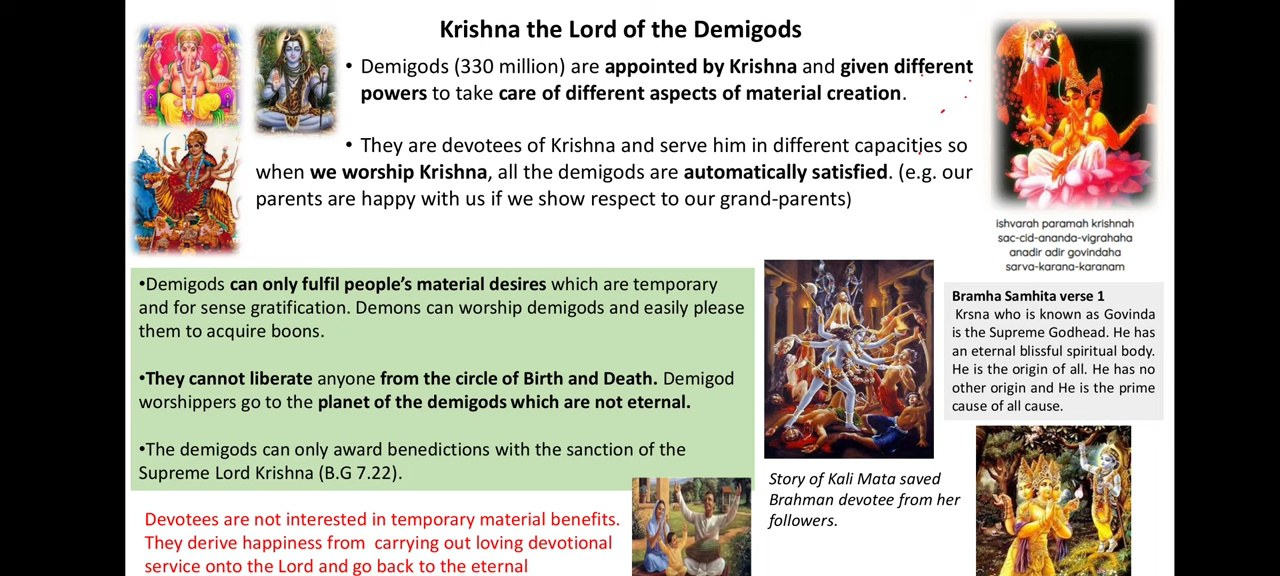 Krishna the Lord of the Demigods
• Demigods (330 million) are appointed by Krishna and given different
powers to take care of different aspects of material creation.
• They are devotees of Krishna and serve him in different capacities so
when we worship Krishna, all the demigods are automatically satisfied. (e.g. our
parents are happy with us if we show respect to our grand-parents)
ishvarah paramah krishnah
sac-cid-ananda-vigrahaha
anadir adir govindaha
sarva-karana-karanam
•Demigods can only fulfil people’s material desires which are temporary
and for sense gratification. Demons can worship demigods and easily please
them to acquire boons.
•They cannot liberate anyone from the circle of Birth and Death. Demigod
worshippers go to the planet of the demigods which are not eternal.
•The demigods can only award benedictions with the sanction of the
Supreme Lord Krishna (B.G 7.22).
Bramha Samhita verse 1
Krsna who is known as Govinda
is the Supreme Godhead. He has
an eternal blissful spiritual body.
He is the origin of all. He has no
other origin and He is the prime
cause of all cause.
Story of Kali Mata saved
Brahman devotee from her
followers.
Devotees are not interested in temporary material benefits.
They derive happiness from carrying out loving devotional
service onto the Lord and go back to the eternal